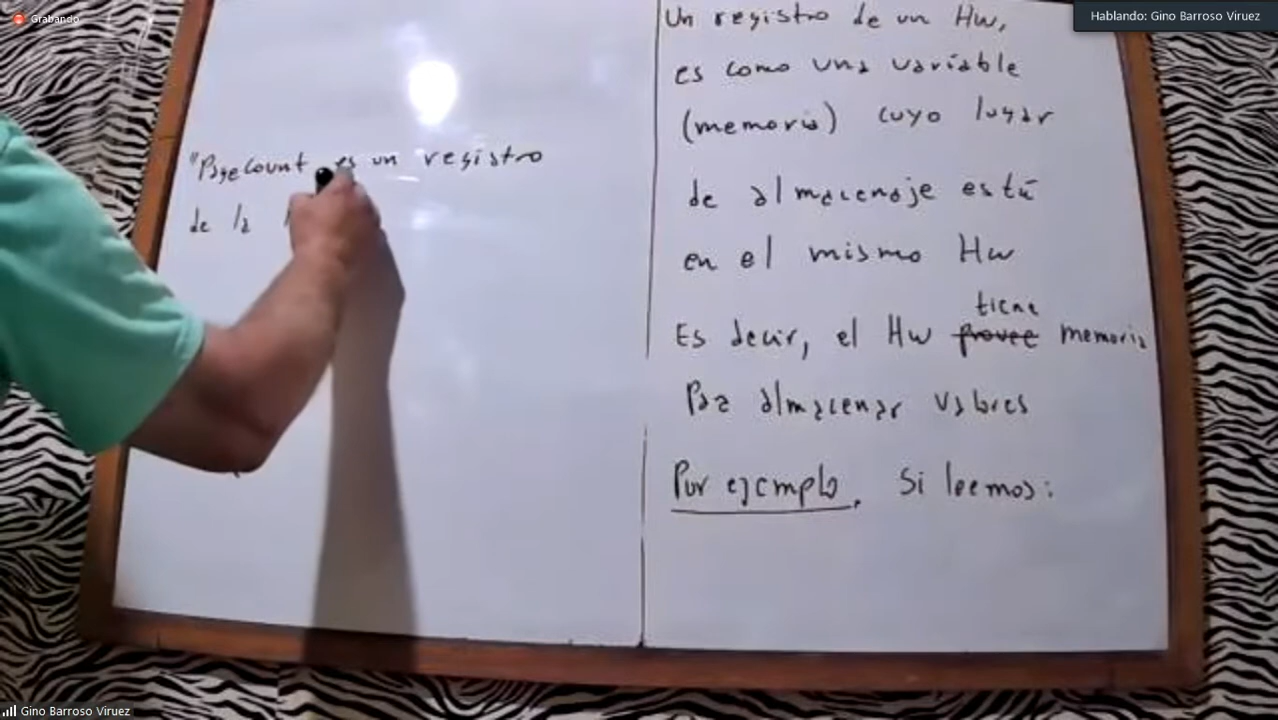 Grabando
Hablando: Gino Barroso Viruez
"PageCount es un registro
de la
Un registro de un Hw,
es como una variable
(memoria) cuyo lugar
de almacenaje está
en el mismo Hw
tiene
Es decir, el Hw provee memoria
Para almacenar valores
Por ejemplo, Si leemos:
Gino Barroso Viruez